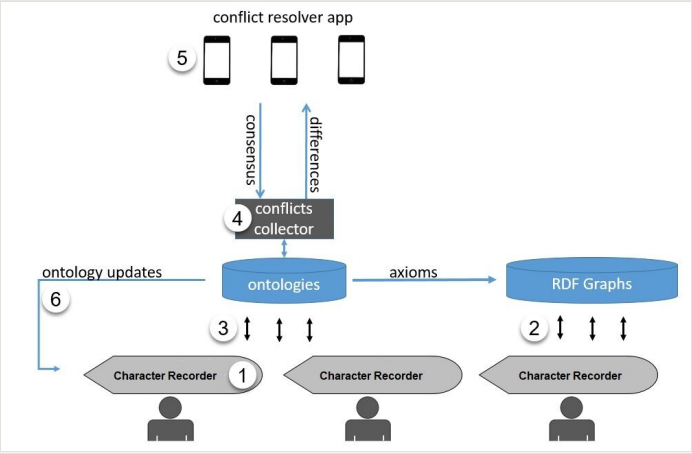 conflict resolver app
5
consensus
differences
4
conflicts
collector
ontology updates
axioms
ontologies
RDF Graphs
6
3
2
Character Recorder
1
Character Recorder
Character Recorder